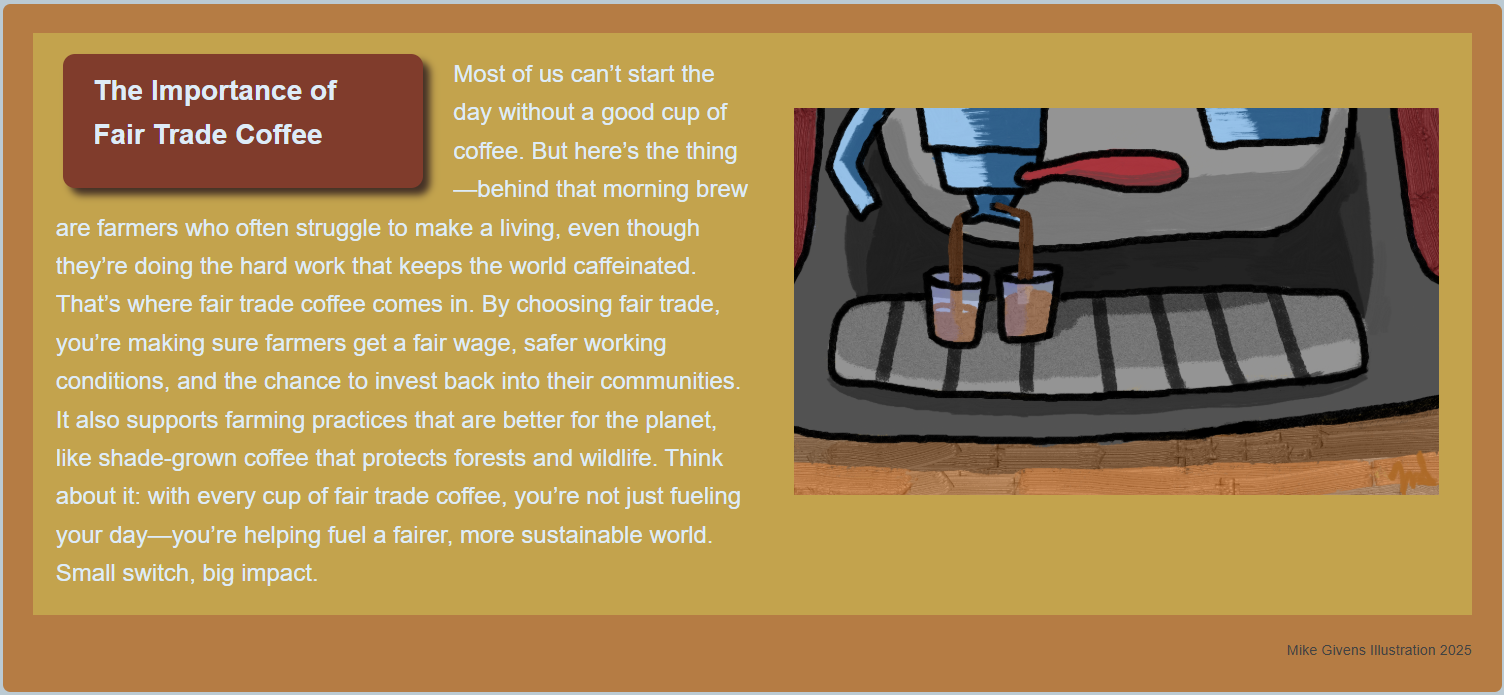 The Importance of
Fair Trade Coffee
Most of us can’t start the
day without a good cup of
coffee. But here’s the thing
—behind that morning brew
are farmers who often struggle to make a living, even though
they’re doing the hard work that keeps the world caffeinated.
That’s where fair trade coffee comes in. By choosing fair trade,
you’re making sure farmers get a fair wage, safer working
conditions, and the chance to invest back into their communities.
It also supports farming practices that are better for the planet,
like shade-grown coffee that protects forests and wildlife. Think
about it: with every cup of fair trade coffee, you’re not just fueling
your day—you’re helping fuel a fairer, more sustainable world.
Small switch, big impact.
Mike Givens Illustration 2025